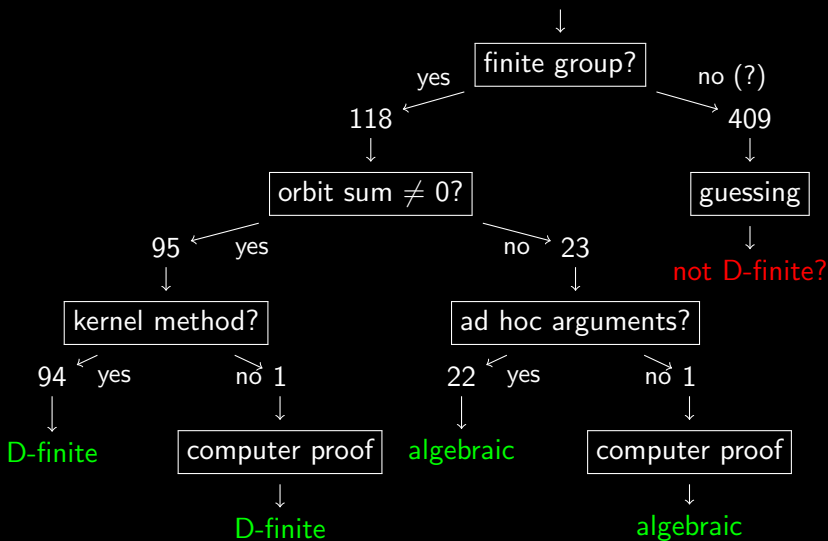 finite group?
yes
no (?)
118
409
orbit sum ≠ 0?
guessing
95
yes
no
23
not D-finite?
kernel method?
ad hoc arguments?
94
yes
no
1
22
yes
no
1
D-finite
computer proof
algebraic
computer proof
D-finite
algebraic